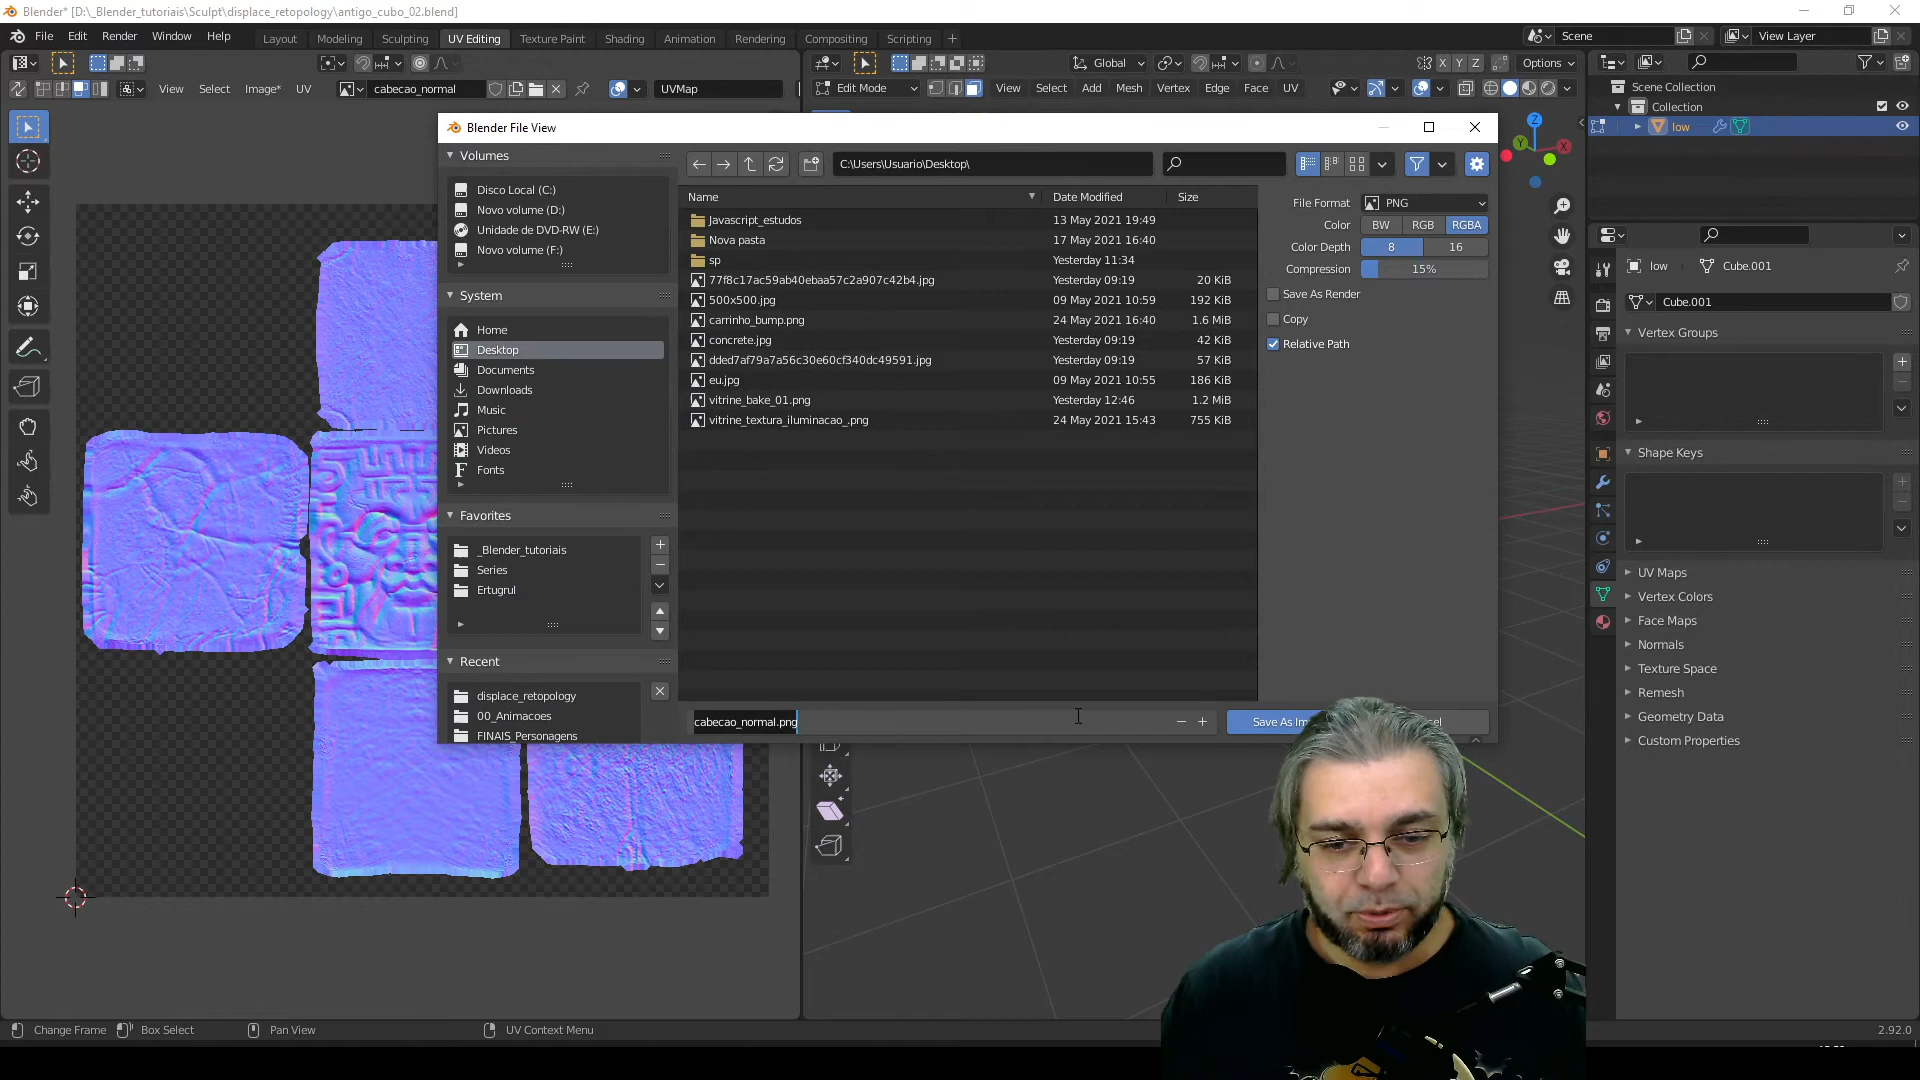 Blender* [D:\_Blender_tutoriais\Sculpt\displace_retopology\antigo_cubo_02.blend]
File Edit Render Window Help
Layout Modeling Sculpting UV Editing Texture Paint Shading Animation Rendering Compositing Scripting
Scene
View Layer
Global
X Y Z
Options
View Select Image* UV
cabecao_normal
UVMap
Edit Mode
View Select Add Mesh Vertex Edge Face UV
Scene Collection
Collection
low
Blender File View
Volumes
Disco Local (C:)
Novo volume (D:)
Unidade de DVD-RW (E:)
Novo volume (F:)
System
Home
Desktop
Documents
Downloads
Music
Pictures
Videos
Fonts
Favorites
_Blender_tutoriais
Series
Ertugrul
Recent
displace_retopology
00_Animacoes
FINAIS_Personagens
C:\Users\Usuario\Desktop\
Name Date Modified Size
Javascript_estudos 13 May 2021 19:49
Nova pasta 17 May 2021 16:40
sp Yesterday 11:34
77f8c17ac59ab40ebaa57c2a907c42b4.jpg Yesterday 09:19 20 KiB
500x500.jpg 09 May 2021 10:59 192 KiB
carrinho_bump.png 24 May 2021 16:40 1.6 MiB
concrete.jpg Yesterday 09:19 42 KiB
dded7af79a7a56c30e60cf340dc49591.jpg Yesterday 09:19 57 KiB
eu.jpg 09 May 2021 10:55 186 KiB
vitrine_bake_01.png Yesterday 12:46 1.2 MiB
vitrine_textura_iluminacao_.png 24 May 2021 15:43 755 KiB
cabecao_normal.png
Save As Im
cel
File Format PNG
Color BW RGB RGBA
Color Depth 8 16
Compression 15%
Save As Render
Copy
Relative Path
Z
Y
X
low
Cube.001
Cube.001
Vertex Groups
Shape Keys
UV Maps
Vertex Colors
Face Maps
Normals
Texture Space
Remesh
Geometry Data
Custom Properties
Change Frame Box Select Pan View UV Context Menu
2.92.0